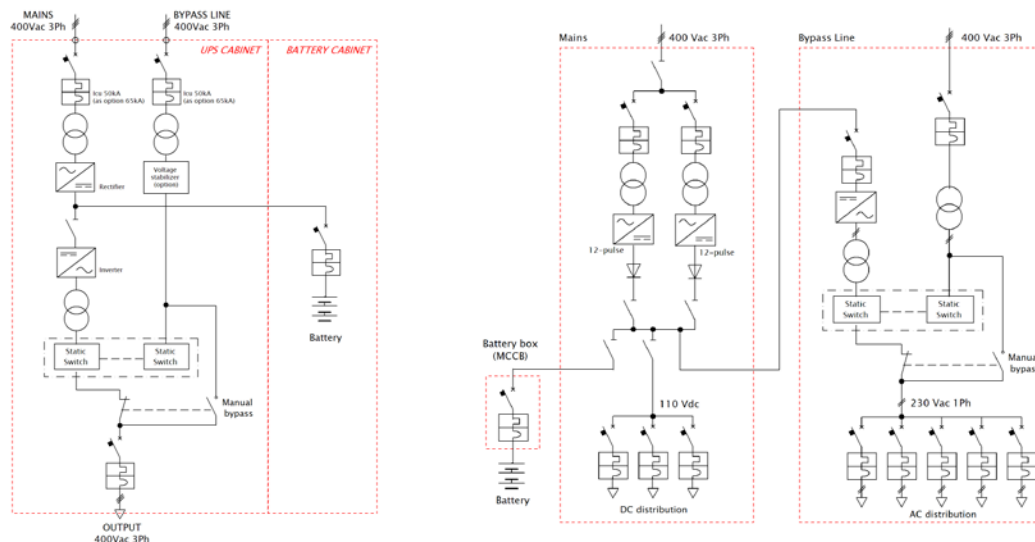 MAINS
400Vac 3Ph
BYPASS LINE
400Vac 3Ph
UPS CABINET
BATTERY CABINET
Icu 50kA
(as option 65kA)
Icu 50kA
(as option 65kA)
Rectifier
Voltage
stabilizer
(option)
Inverter
Battery
Static
Switch
Static
Switch
Manual
bypass
OUTPUT
400Vac 3Ph
Mains
400 Vac 3Ph
12-pulse
12-pulse
Battery box
(MCCB)
Battery
110 Vdc
DC distribution
Bypass Line
400 Vac 3Ph
Static
Switch
Static
Switch
Manual
bypass
230 Vac 1Ph
AC distribution